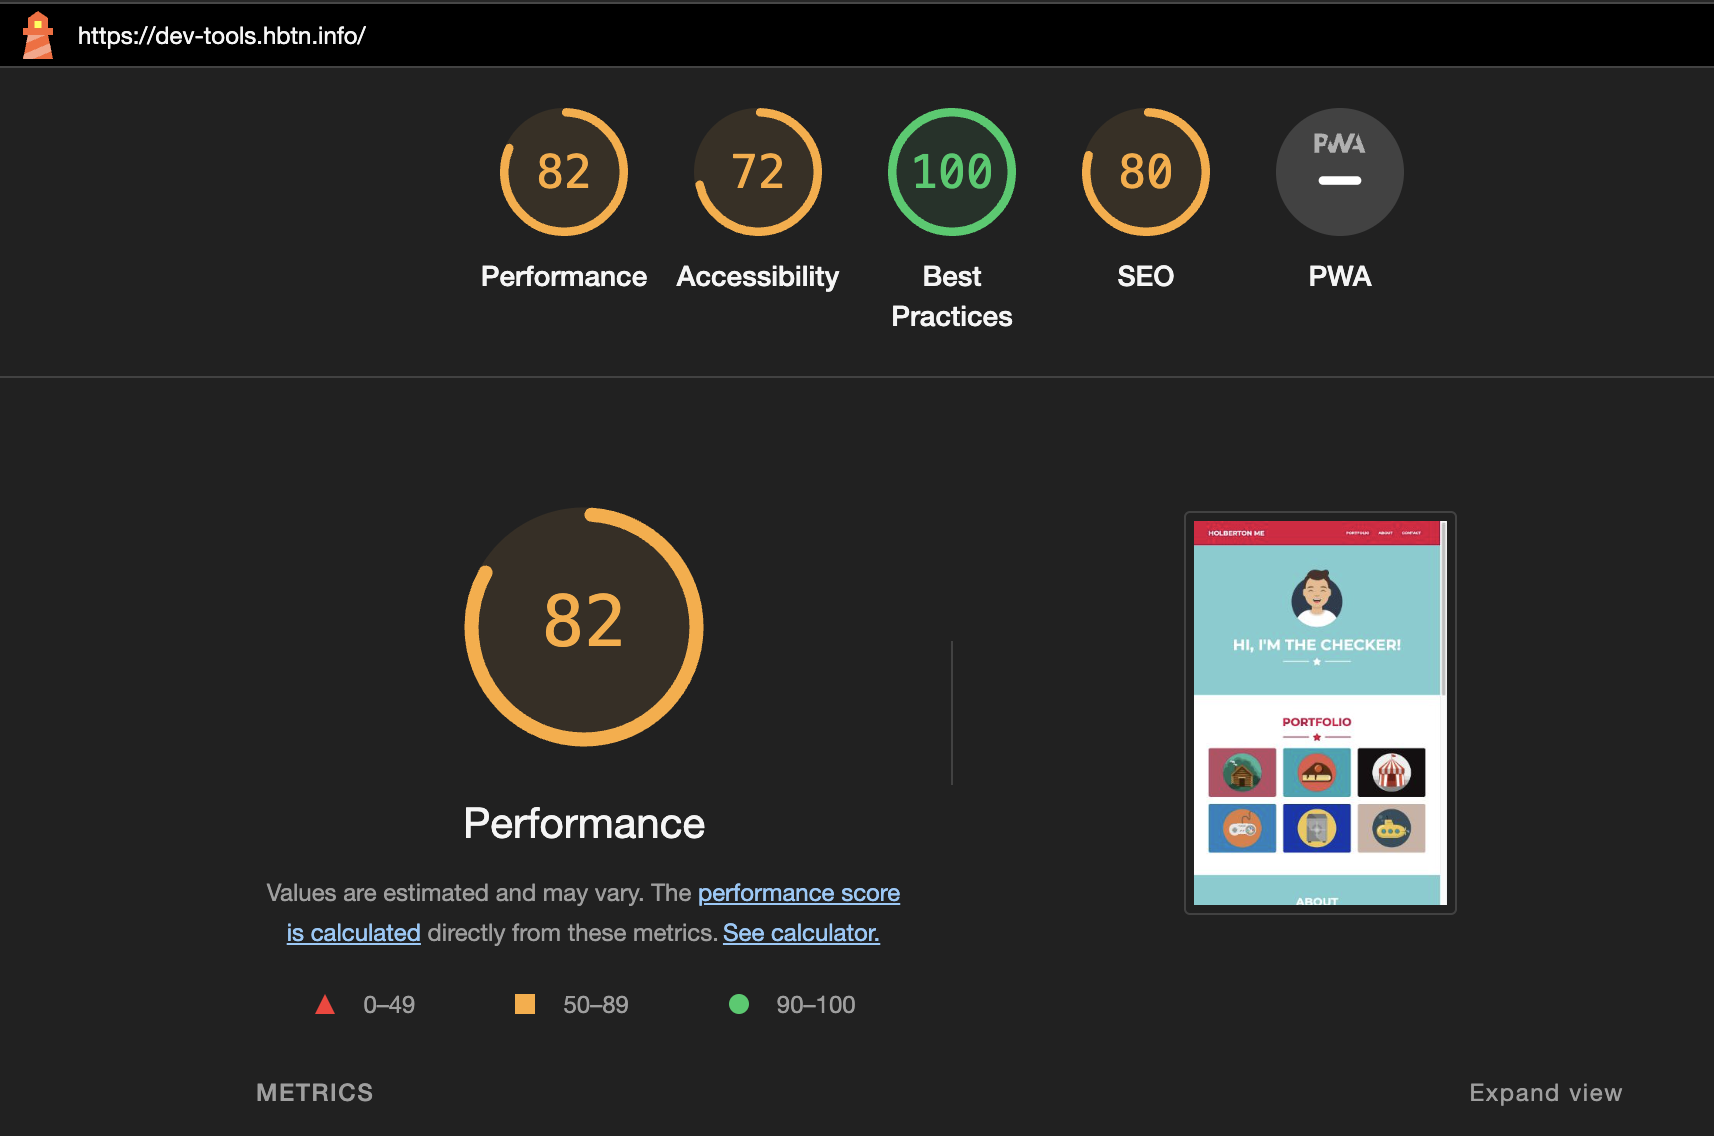 https://dev-tools.hbtn.info/
82
72
100
80
PWA
Performance
Accessibility
Best
Practices
SEO
PWA
82
Performance
Values are estimated and may vary. The performance score
is calculated directly from these metrics. See calculator.
0–49
50–89
90–100
HOLBERTON ME
PORTFOLIO
ABOUT
CONTACT
HI, I'M THE CHECKER!
PORTFOLIO
ABOUT
METRICS
Expand view